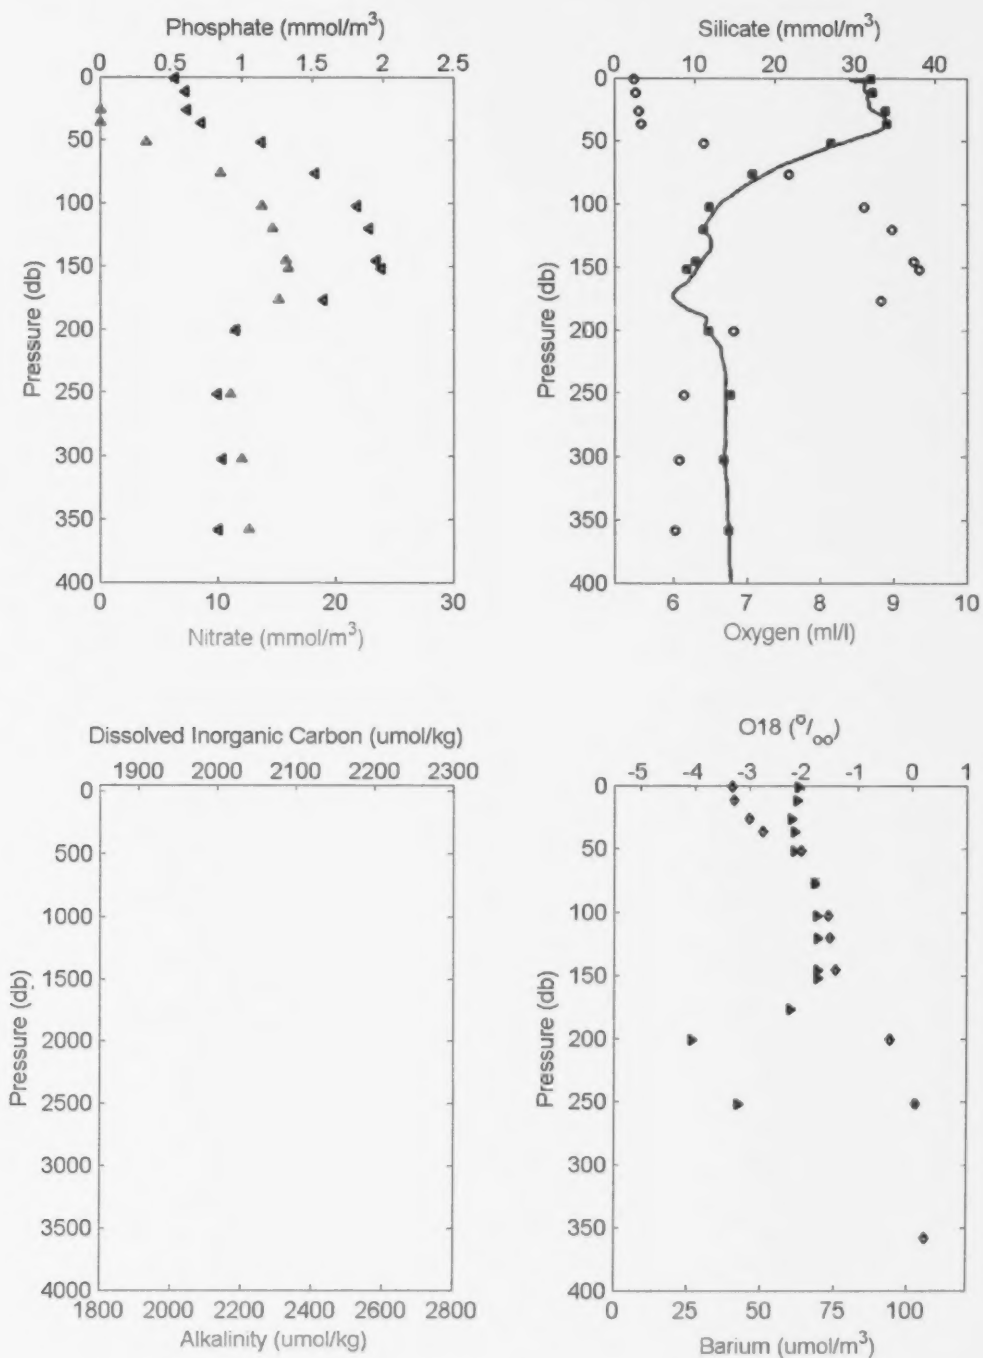 Phosphate (mmol/m³)
0 0.5 1 1.5 2 2.5
0
50
100
150
200
250
300
350
400
Pressure (db)
0 10 20 30
Nitrate (mmol/m³)
Silicate (mmol/m³)
0 10 20 30 40
0
50
100
150
200
250
300
350
400
Pressure (db)
6 7 8 9 10
Oxygen (ml/l)
Dissolved Inorganic Carbon (umol/kg)
1900 2000 2100 2200 2300
0
500
1000
1500
2000
2500
3000
3500
4000
Pressure (db)
1800 2000 2200 2400 2600 2800
Alkalinity (umol/kg)
O18 (⁰/₀₀)
-5 -4 -3 -2 -1 0 1
0
50
100
150
200
250
300
350
400
Pressure (db)
0 25 50 75 100
Barium (umol/m³)